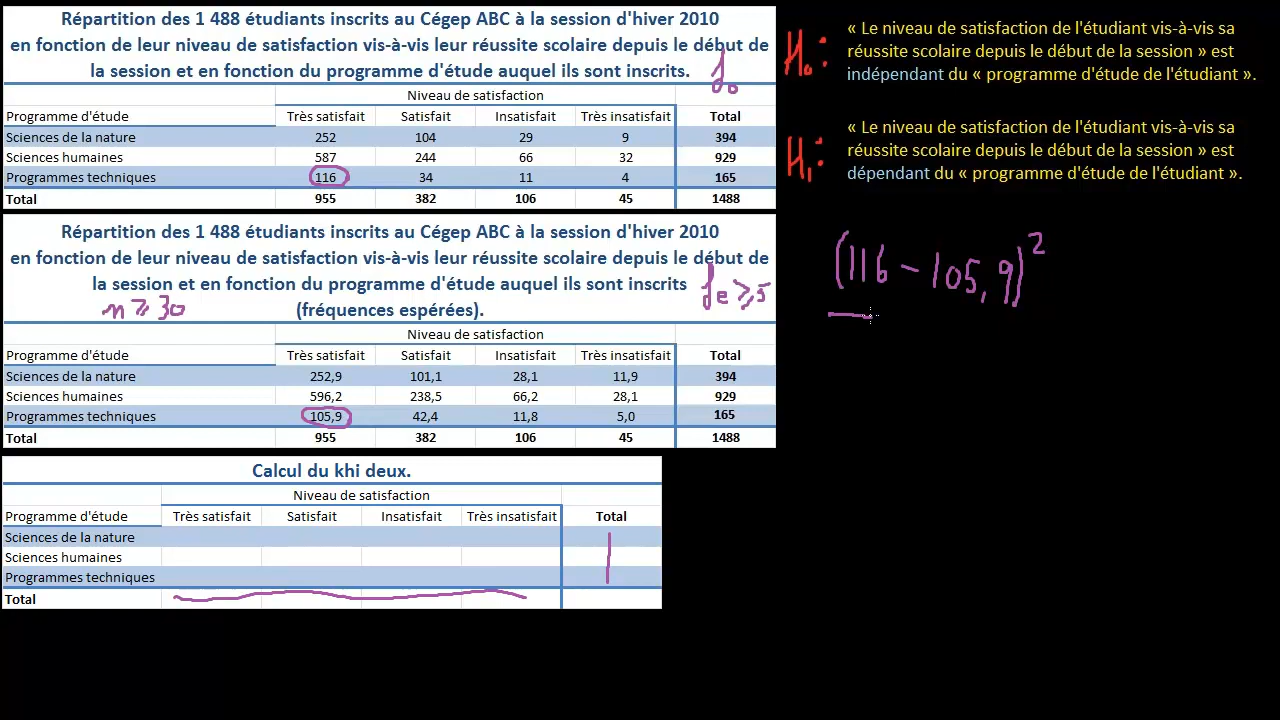 Répartition des 1 488 étudiants inscrits au Cégep ABC à la session d'hiver 2010
en fonction de leur niveau de satisfaction vis-à-vis leur réussite scolaire depuis le début de
la session et en fonction du programme d'étude auquel ils sont inscrits.
fo
Niveau de satisfaction
Programme d'étude Très satisfait Satisfait Insatisfait Très insatisfait Total
Sciences de la nature 252 104 29 9 394
Sciences humaines 587 244 66 32 929
Programmes techniques 116 34 11 4 165
Total 955 382 106 45 1488
Répartition des 1 488 étudiants inscrits au Cégep ABC à la session d'hiver 2010
en fonction de leur niveau de satisfaction vis-à-vis leur réussite scolaire depuis le début de
la session et en fonction du programme d'étude auquel ils sont inscrits
fe ≥ 5
n ≥ 30
(fréquences espérées).
Niveau de satisfaction
Programme d'étude Très satisfait Satisfait Insatisfait Très insatisfait Total
Sciences de la nature 252,9 101,1 28,1 11,9 394
Sciences humaines 596,2 238,5 66,2 28,1 929
Programmes techniques 105,9 42,4 11,8 5,0 165
Total 955 382 106 45 1488
Calcul du khi deux.
Niveau de satisfaction
Programme d'étude Très satisfait Satisfait Insatisfait Très insatisfait Total
Sciences de la nature
Sciences humaines
Programmes techniques
Total
H0 :
« Le niveau de satisfaction de l'étudiant vis-à-vis sa
réussite scolaire depuis le début de la session » est
indépendant du « programme d'étude de l'étudiant ».
H1 :
« Le niveau de satisfaction de l'étudiant vis-à-vis sa
réussite scolaire depuis le début de la session » est
dépendant du « programme d'étude de l'étudiant ».
(116 – 105,9)²